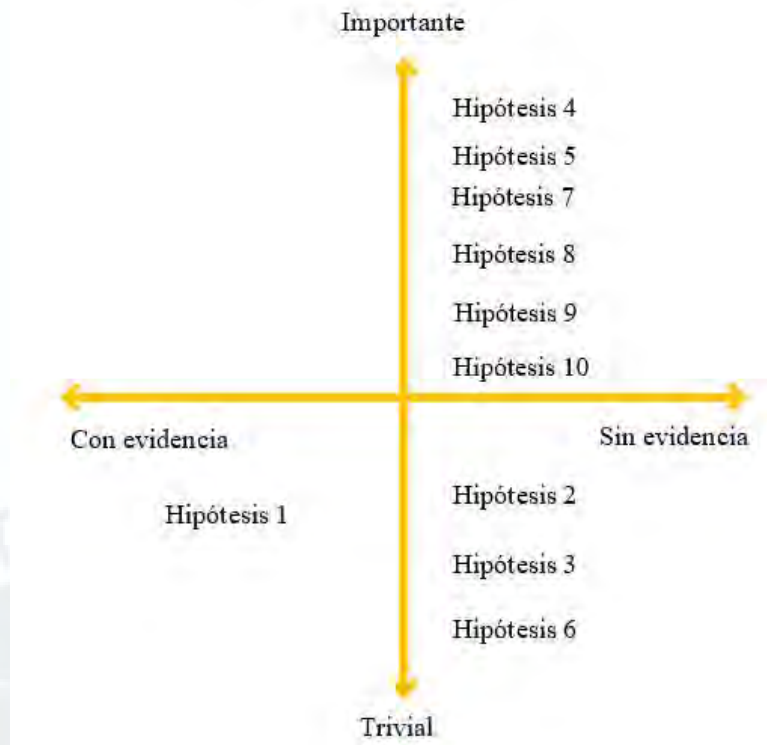 Importante
Hipótesis 4
Hipótesis 5
Hipótesis 7
Hipótesis 8
Hipótesis 9
Hipótesis 10
Con evidencia
Sin evidencia
Hipótesis 1
Hipótesis 2
Hipótesis 3
Hipótesis 6
Trivial